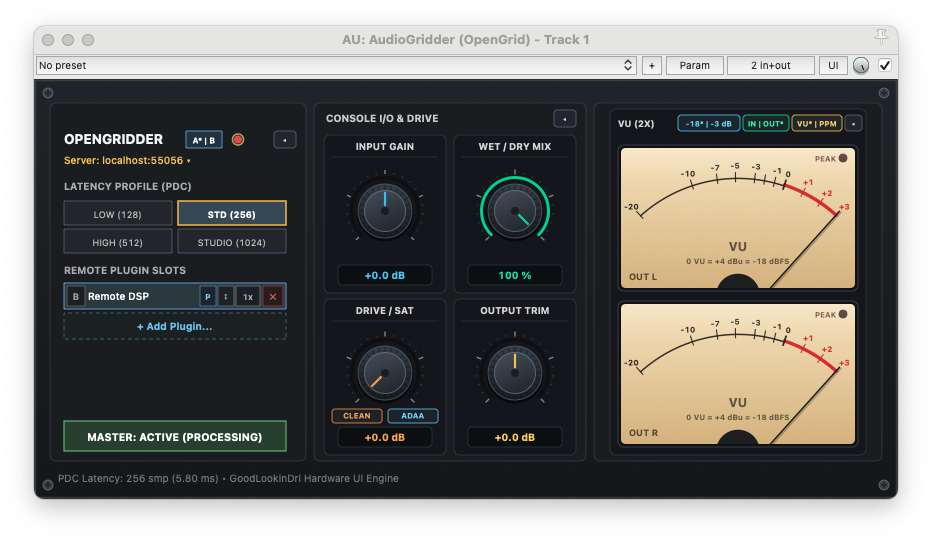 AU: AudioGridder (OpenGrid) - Track 1
No preset
+
Param
2 in+out
UI
OPENGRIDDER
A* | B
Server: localhost:55056
LATENCY PROFILE (PDC)
LOW (128)
STD (256)
HIGH (512)
STUDIO (1024)
REMOTE PLUGIN SLOTS
B
Remote DSP
P
1x
+ Add Plugin...
MASTER: ACTIVE (PROCESSING)
CONSOLE I/O & DRIVE
INPUT GAIN
+0.0 dB
WET / DRY MIX
100 %
DRIVE / SAT
CLEAN
ADAA
+0.0 dB
OUTPUT TRIM
+0.0 dB
VU (2X)
-18* | -3 dB
IN | OUT*
VU* | PPM
PEAK
-20 -10 -7 -5 -3 -1 0 +1 +2 +3
VU
0 VU = +4 dBu = -18 dBFS
OUT L
PEAK
-20 -10 -7 -5 -3 -1 0 +1 +2 +3
VU
0 VU = +4 dBu = -18 dBFS
OUT R
PDC Latency: 256 smp (5.80 ms) • GoodLookinDri Hardware UI Engine